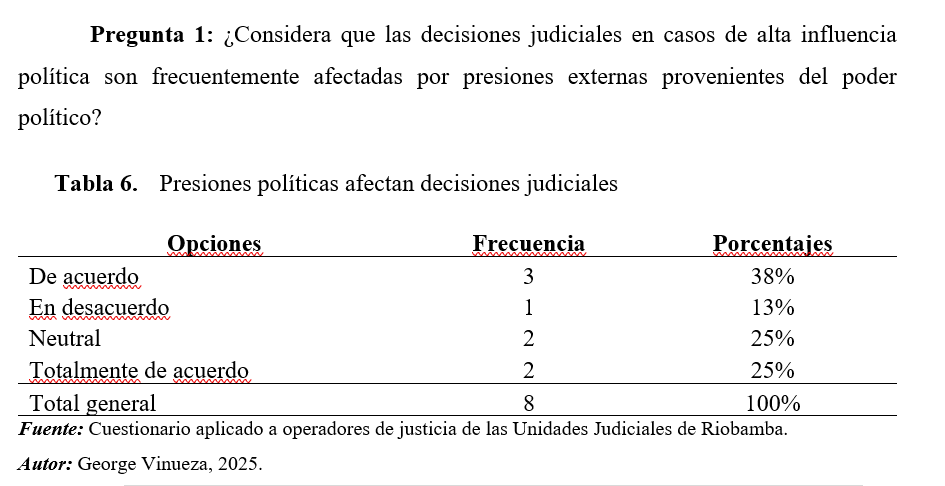 Pregunta 1: ¿Considera que las decisiones judiciales en casos de alta influencia
política son frecuentemente afectadas por presiones externas provenientes del poder
político?
Tabla 6. Presiones políticas afectan decisiones judiciales
Opciones Frecuencia Porcentajes
De acuerdo 3 38%
En desacuerdo 1 13%
Neutral 2 25%
Totalmente de acuerdo 2 25%
Total general 8 100%
Fuente: Cuestionario aplicado a operadores de justicia de las Unidades Judiciales de Riobamba.
Autor: George Vinueza, 2025.